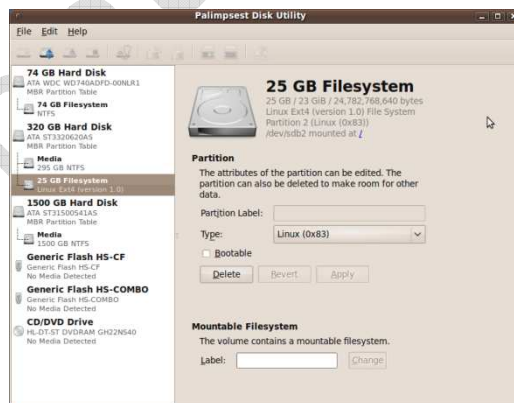 Palimpsest Disk Utility
File Edit Help
74 GB Hard Disk
ATA WDC WD740ADFD-00NLR1
MBR Partition Table
74 GB Filesystem
NTFS
320 GB Hard Disk
ATA ST3320620AS
MBR Partition Table
Media
295 GB NTFS
25 GB Filesystem
Linux Ext4 (version 1.0)
1500 GB Hard Disk
ATA ST31500541AS
MBR Partition Table
Media
1500 GB NTFS
Generic Flash HS-CF
Generic Flash HS-CF
No Media Detected
Generic Flash HS-COMBO
Generic Flash HS-COMBO
No Media Detected
CD/DVD Drive
HL-DT-ST DVDRAM GH22NS40
No Media Detected
25 GB Filesystem
25 GB / 23 GiB / 24,782,768,640 bytes
Linux Ext4 (version 1.0) File System
Partition 2 (Linux (0x83))
/dev/sdb2 mounted at /
Partition
The attributes of the partition can be edited. The
partition can also be deleted to make room for other
data.
Partition Label:
Type: Linux (0x83)
Bootable
Delete Revert Apply
Mountable Filesystem
The volume contains a mountable filesystem.
Label: Change